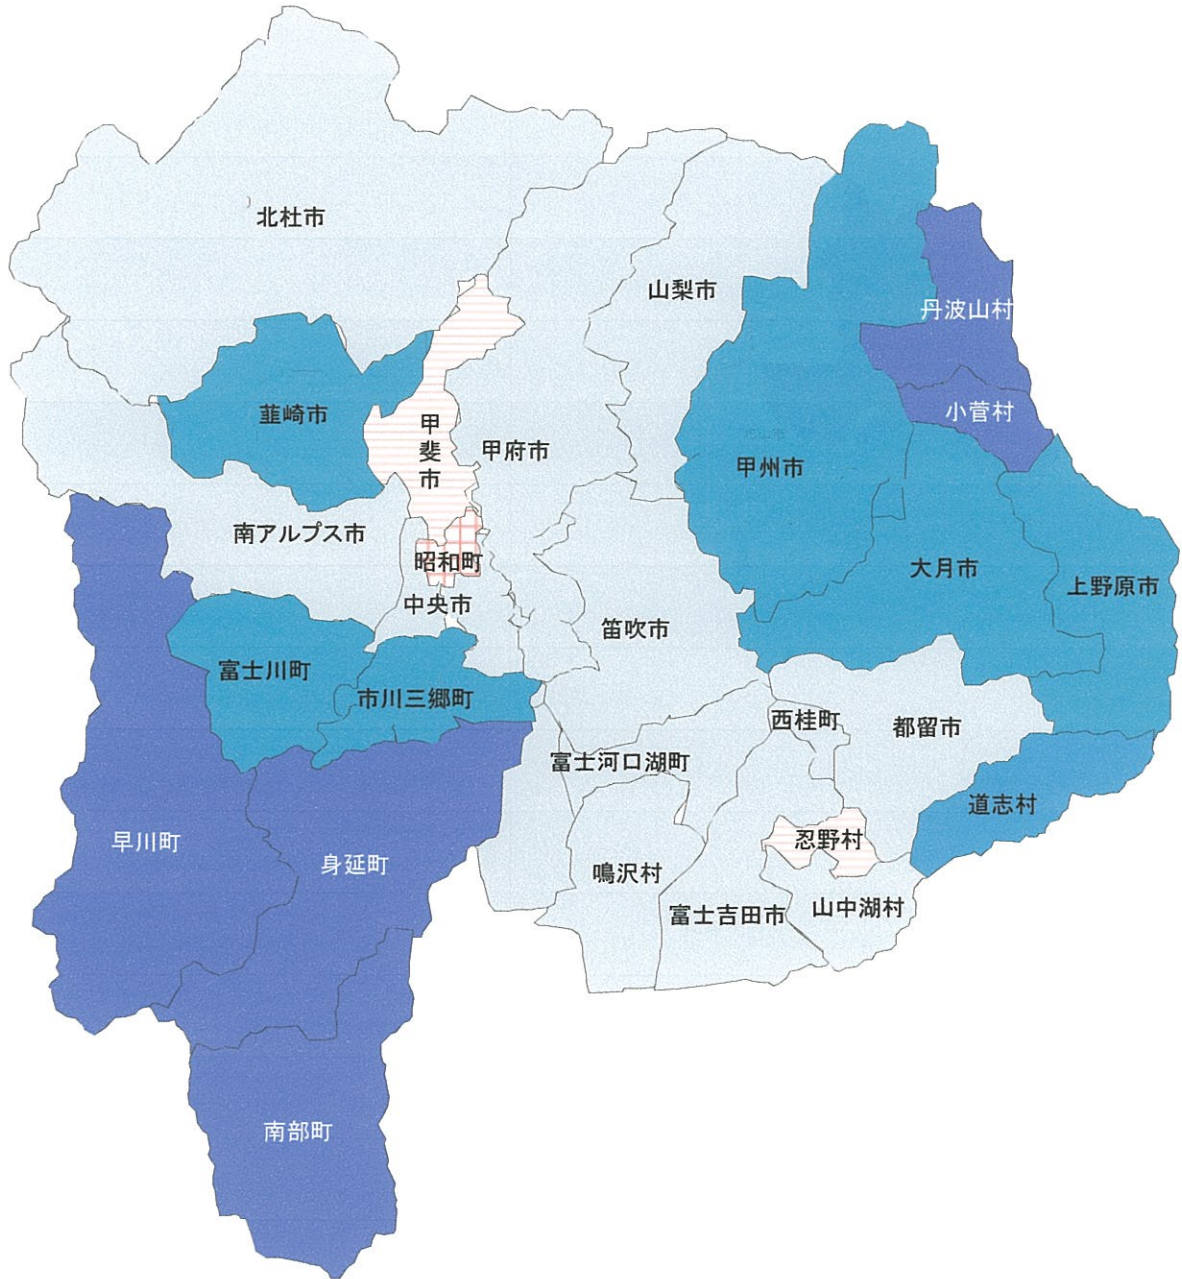 北杜市
山梨市
丹波山村
小菅村
韮崎市
甲斐市
甲府市
甲州市
南アルプス市
昭和町
大月市
上野原市
中央市
笛吹市
富士川町
市川三郷町
西桂町
都留市
富士河口湖町
道志村
早川町
身延町
忍野村
鳴沢村
富士吉田市
山中湖村
南部町